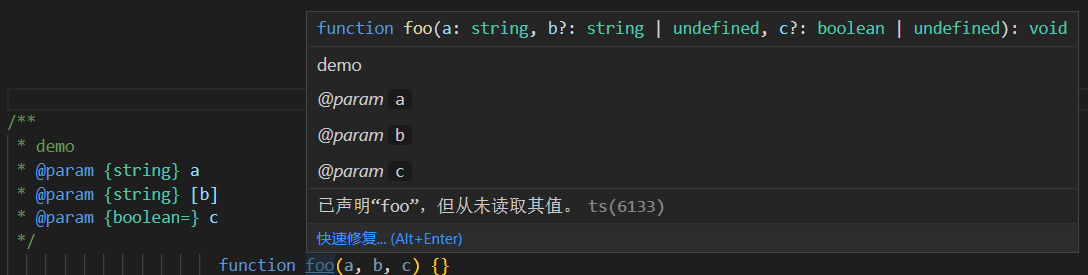 function foo(a: string, b?: string | undefined, c?: boolean | undefined): void
demo
@param a
@param b
@param c
已声明“foo”，但从未读取其值。 ts(6133)
快速修复... (Alt+Enter)
/**
* demo
* @param {string} a
* @param {string} [b]
* @param {boolean=} c
*/
function foo(a, b, c) {}